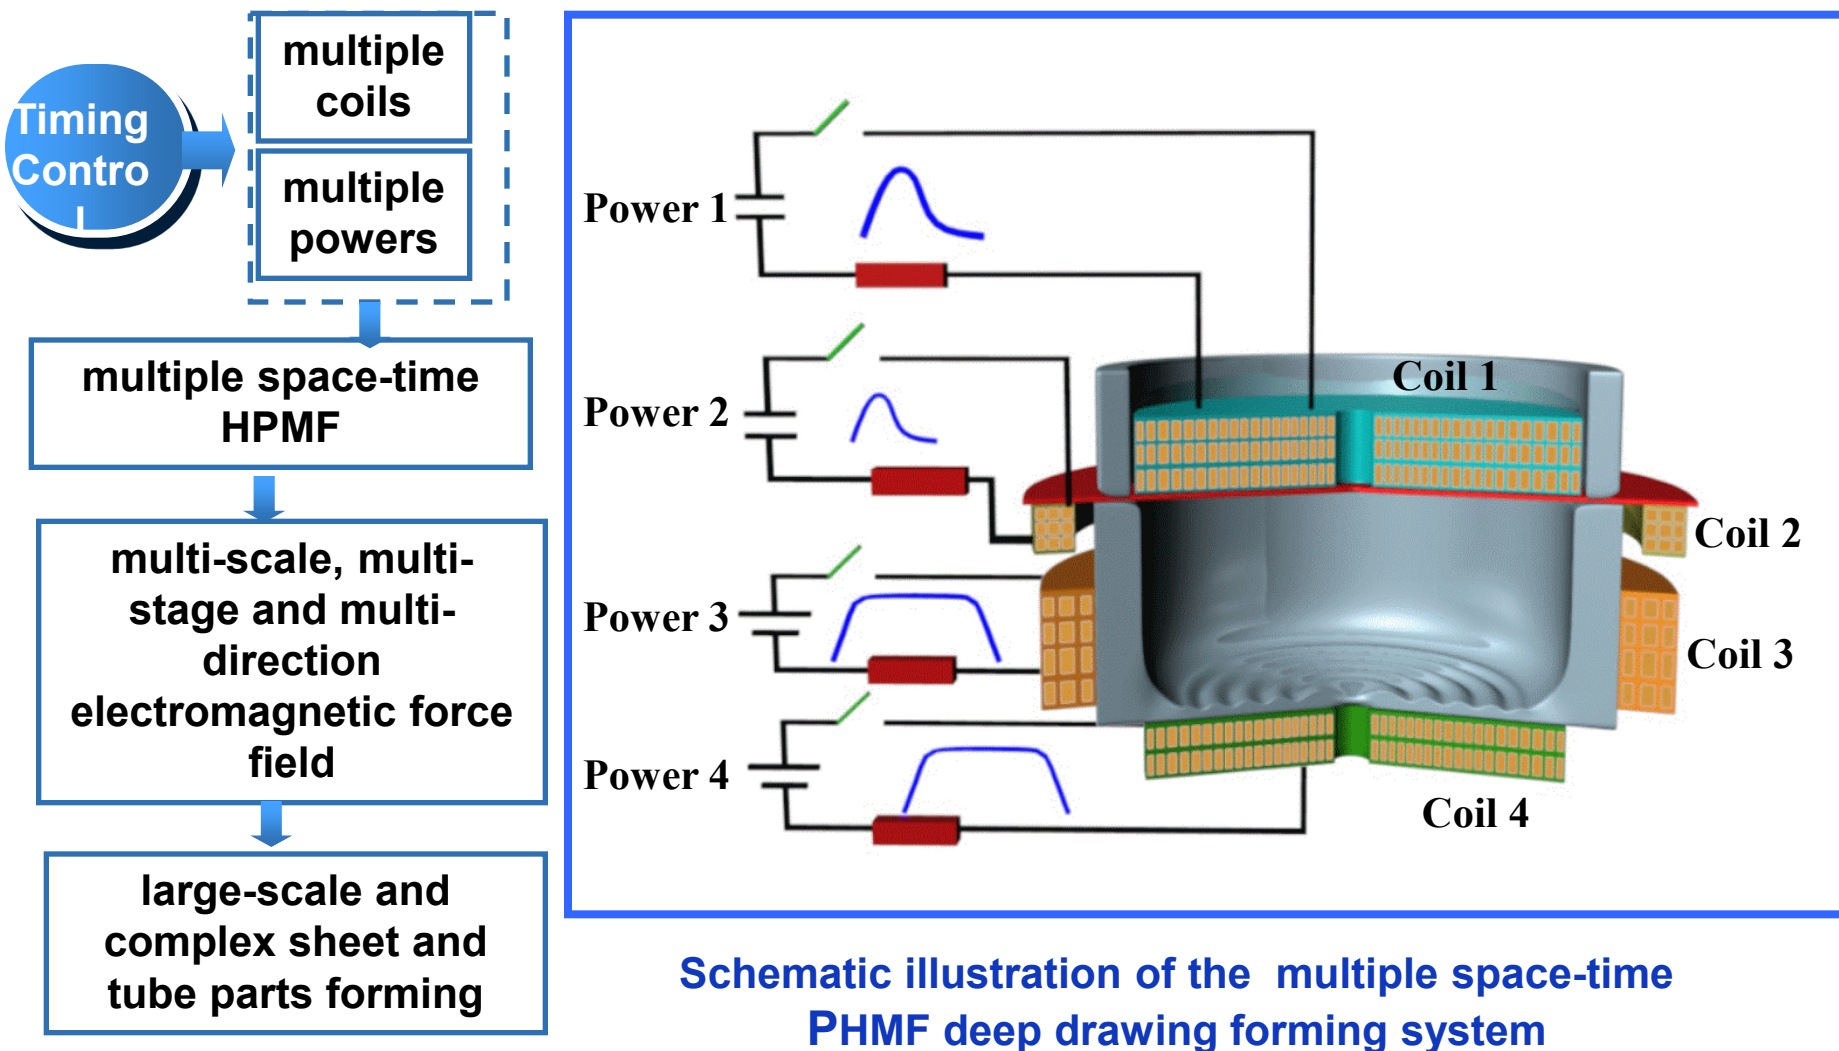 Timing
Contro
l
multiple
coils
multiple
powers
multiple space-time
HPMF
multi-scale, multi-
stage and multi-
direction
electromagnetic force
field
large-scale and
complex sheet and
tube parts forming
Power 1
Power 2
Power 3
Power 4
Coil 1
Coil 2
Coil 3
Coil 4
Schematic illustration of the multiple space-time
PHMF deep drawing forming system